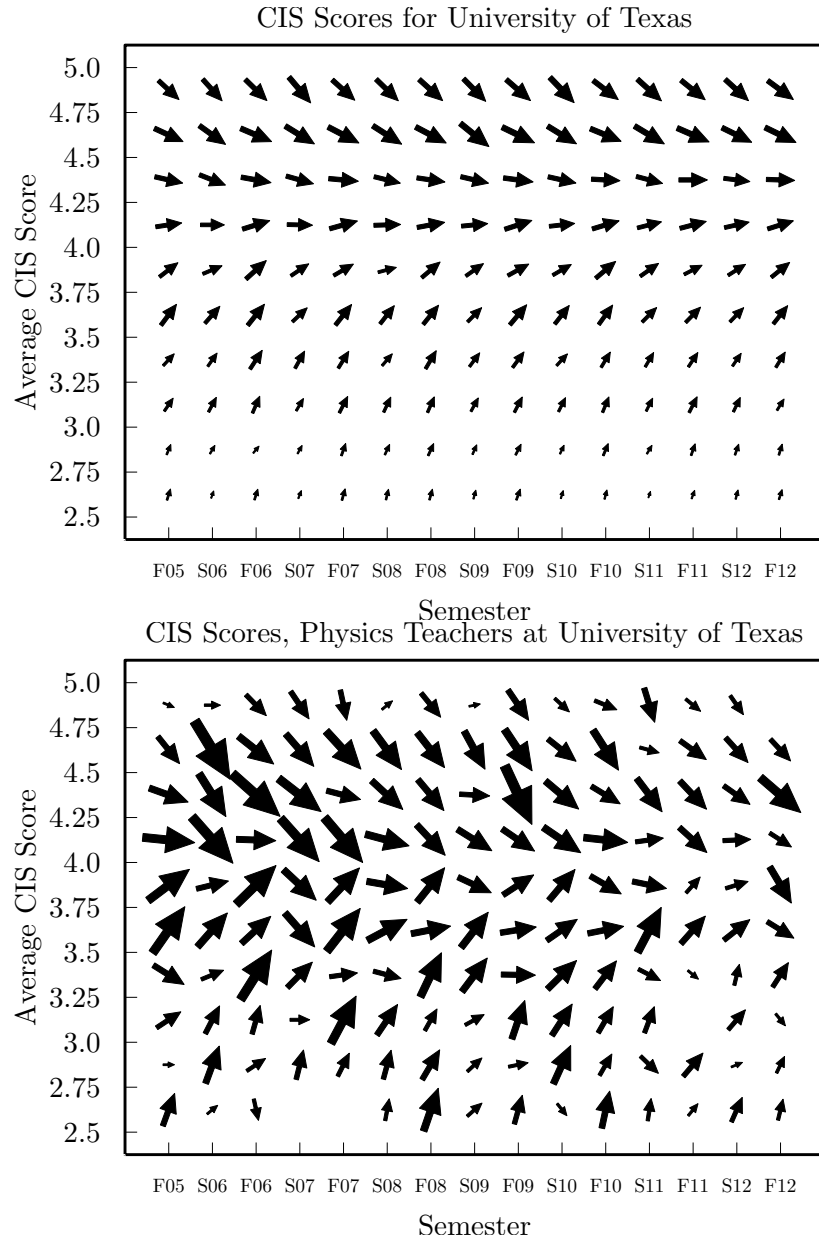 CIS Scores for University of Texas
5.0
4.75
4.5
4.25
4.0
3.75
3.5
3.25
3.0
2.75
2.5
Average CIS Score
F05 S06 F06 S07 F07 S08 F08 S09 F09 S10 F10 S11 F11 S12 F12
Semester
CIS Scores, Physics Teachers at University of Texas
5.0
4.75
4.5
4.25
4.0
3.75
3.5
3.25
3.0
2.75
2.5
Average CIS Score
F05 S06 F06 S07 F07 S08 F08 S09 F09 S10 F10 S11 F11 S12 F12
Semester